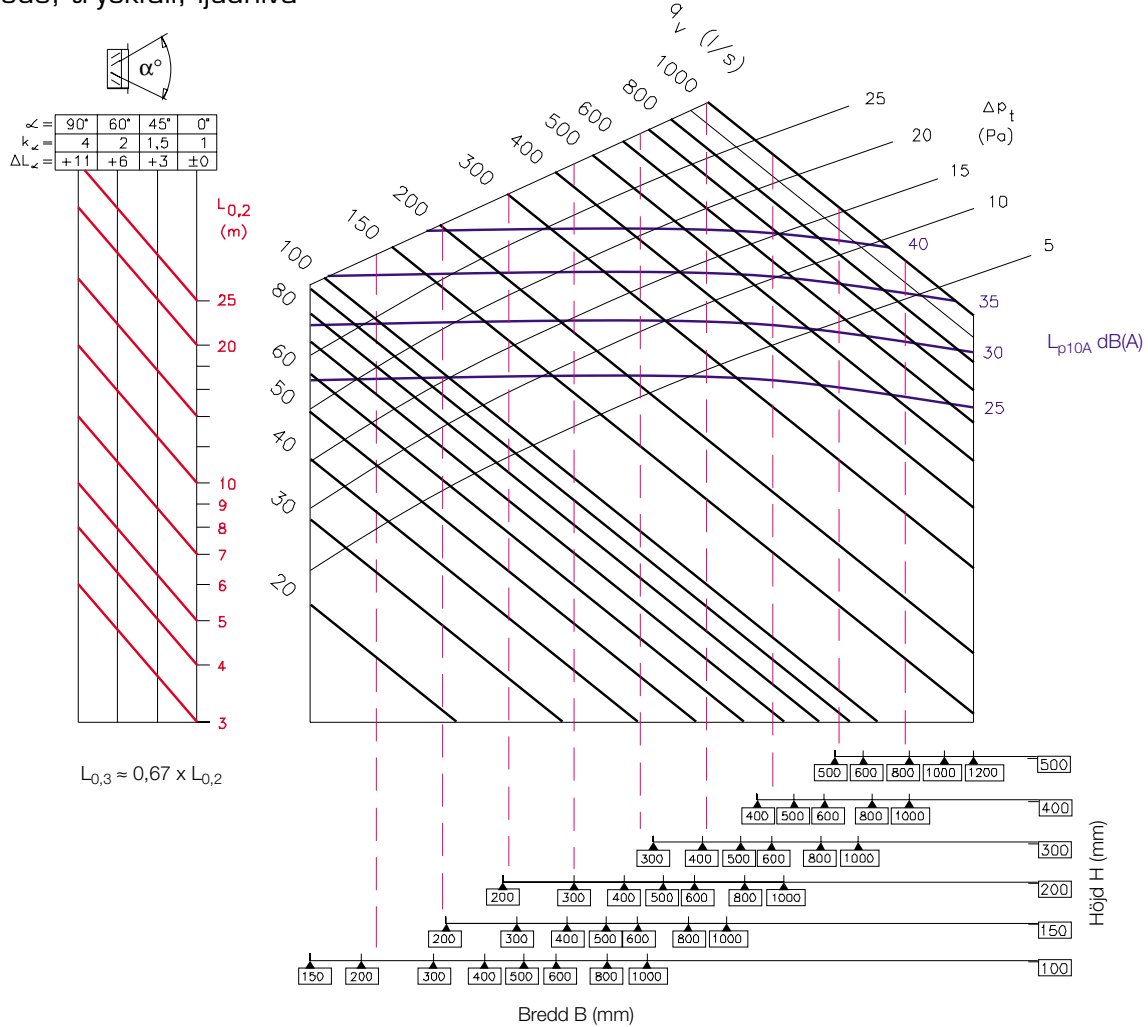 α°
∝= 90° 60° 45° 0°
k∝= 4 2 1,5 1
ΔL∝= +11 +6 +3 ±0
L0,2
(m)
25
20
10
9
8
7
6
5
4
3
L0,3 ≈ 0,67 x L0,2
qv (l/s)
1000
800
600
500
400
300
200
150
100
80
60
50
40
30
20
Δpt
(Pa)
25
20
15
10
5
40
35
30
25
Lp10A dB(A)
500 600 800 1000 1200 500
400 500 600 800 1000 400
300 400 500 600 800 1000 300
200 300 400 500 600 800 1000 200
200 300 400 500 600 800 1000 150
150 200 300 400 500 600 800 1000 100
Höjd H (mm)
Bredd B (mm)